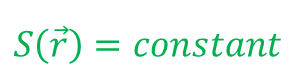 S(r⃗) = constant